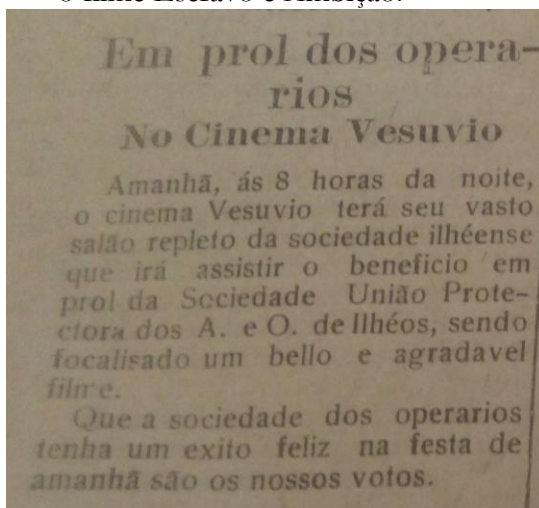 Em prol dos opera-
rios
No Cinema Vesuvio
Amanhã, ás 8 horas da noite,
o cinema Vesuvio terá seu vasto
salão repleto da sociedade ilhéense
que irá assistir o beneficio em
prol da Sociedade União Prote-
ctora dos A. e O. de Ilhéos, sendo
focalisado um bello e agradavel
filme.
Que a sociedade dos operarios
tenha um exito feliz na festa de
amanhã são os nossos votos.